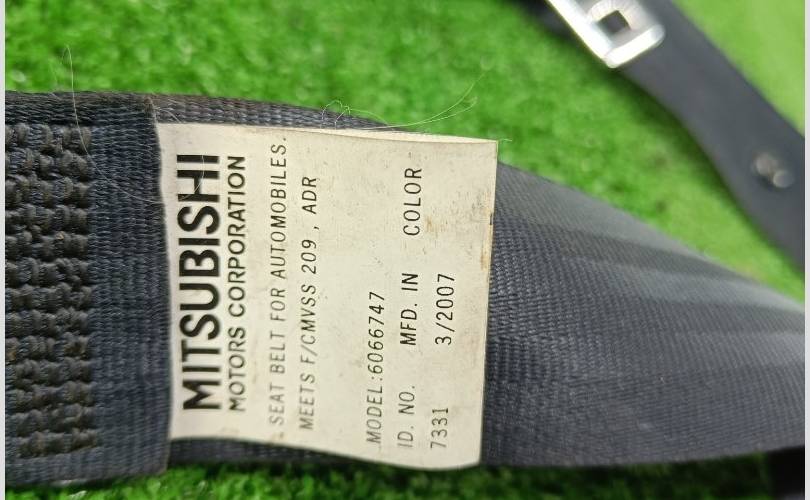 MITSUBISHI
MOTORS CORPORATION
SEAT BELT FOR AUTOMOBILES.
MEETS F/CMVSS 209, ADR
MODEL:6066747
ID. NO. MFD. IN COLOR
7331 3/2007